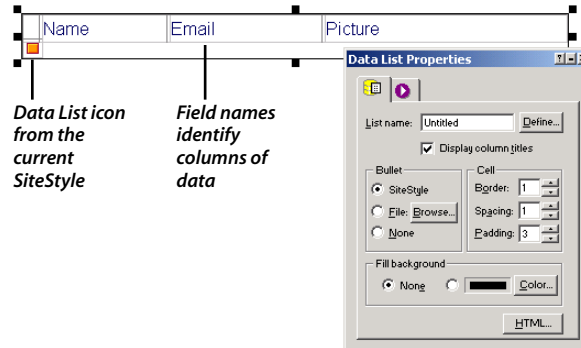 Name Email Picture
Data List icon
from the
current
SiteStyle
Field names
identify
columns of
data
Data List Properties
List name: Untitled Define...
Display column titles
Bullet
SiteStyle
File: Browse...
None
Cell
Border: 1
Spacing: 1
Padding: 3
Fill background
None Color...
HTML...